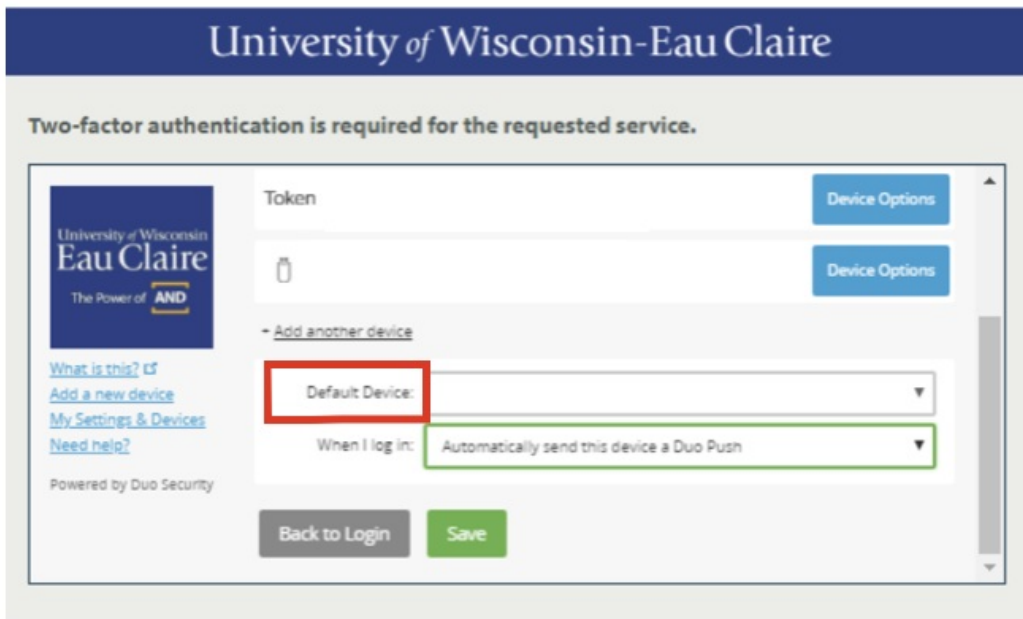 University of Wisconsin-Eau Claire
Two-factor authentication is required for the requested service.
University of Wisconsin
Eau Claire
The Power of AND
What is this?
Add a new device
My Settings & Devices
Need help?
Powered by Duo Security
Token
Device Options
Device Options
+ Add another device
Default Device:
When I log in:
Automatically send this device a Duo Push
Back to Login
Save